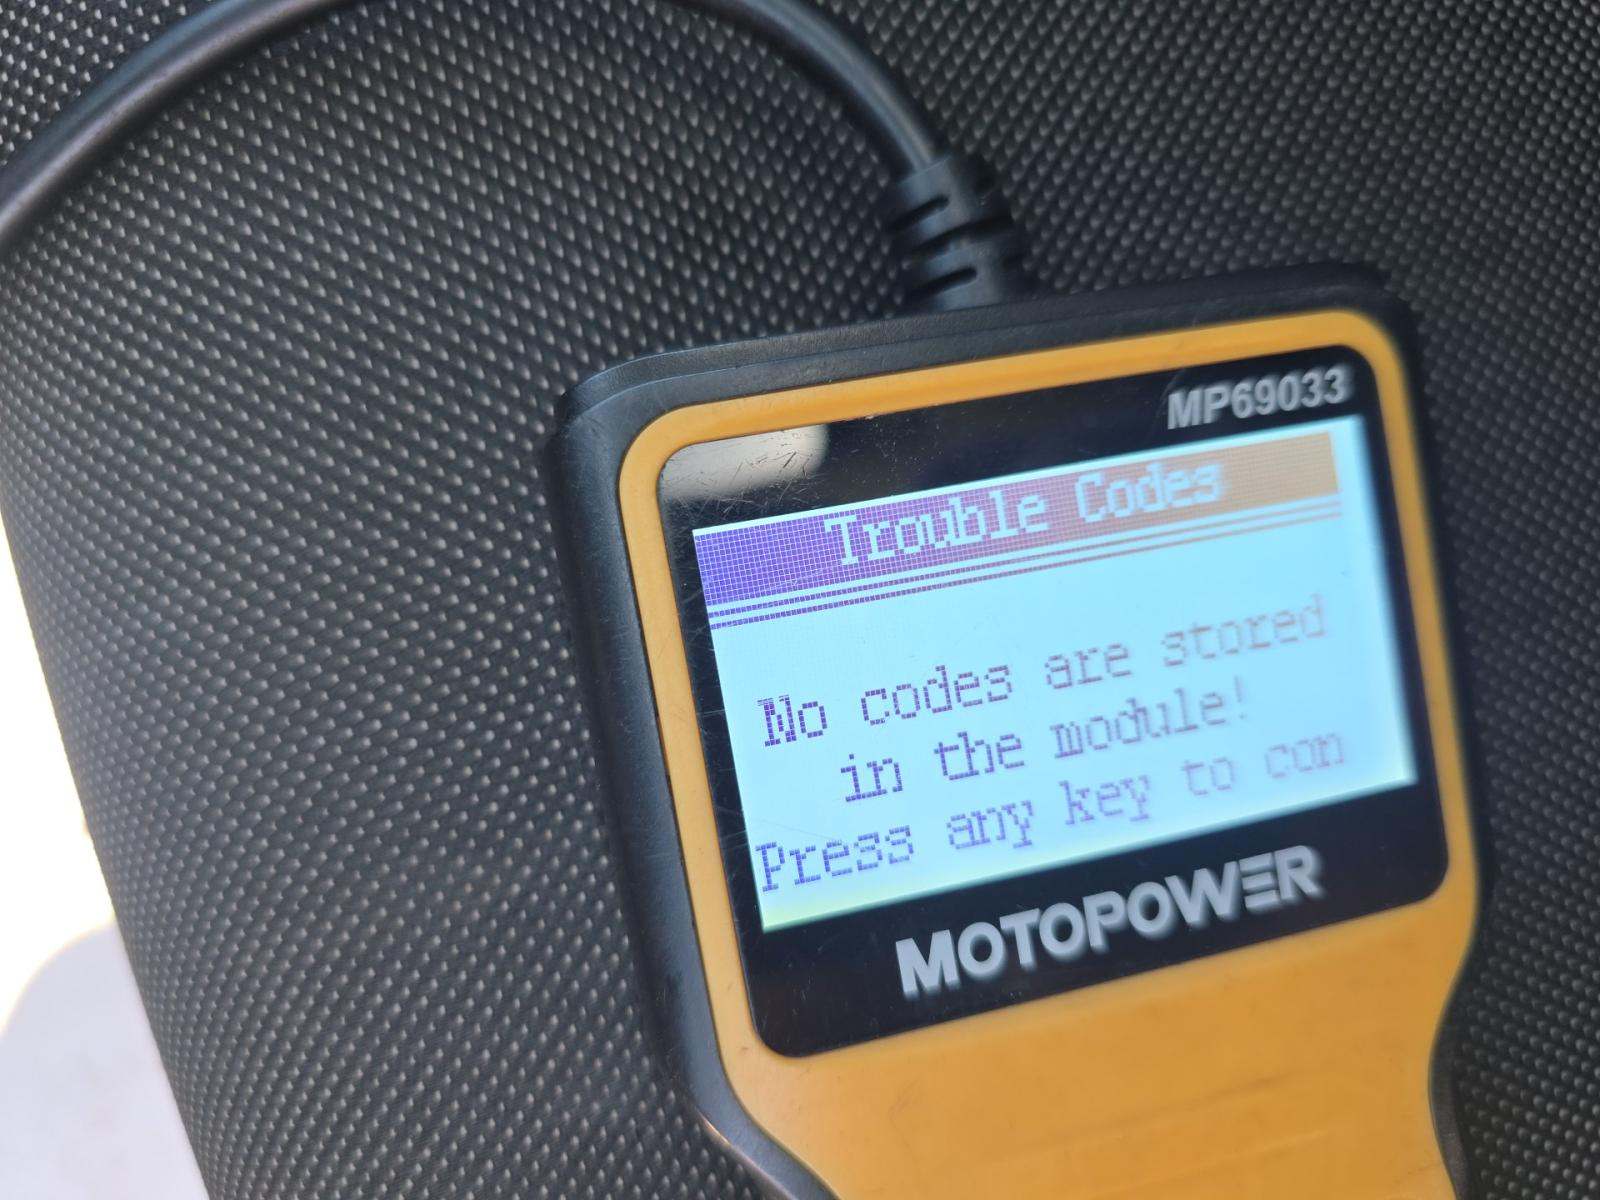 MP69033
Trouble Codes
No codes are stored
in the module!
Press any key to con
MOTOPOWER